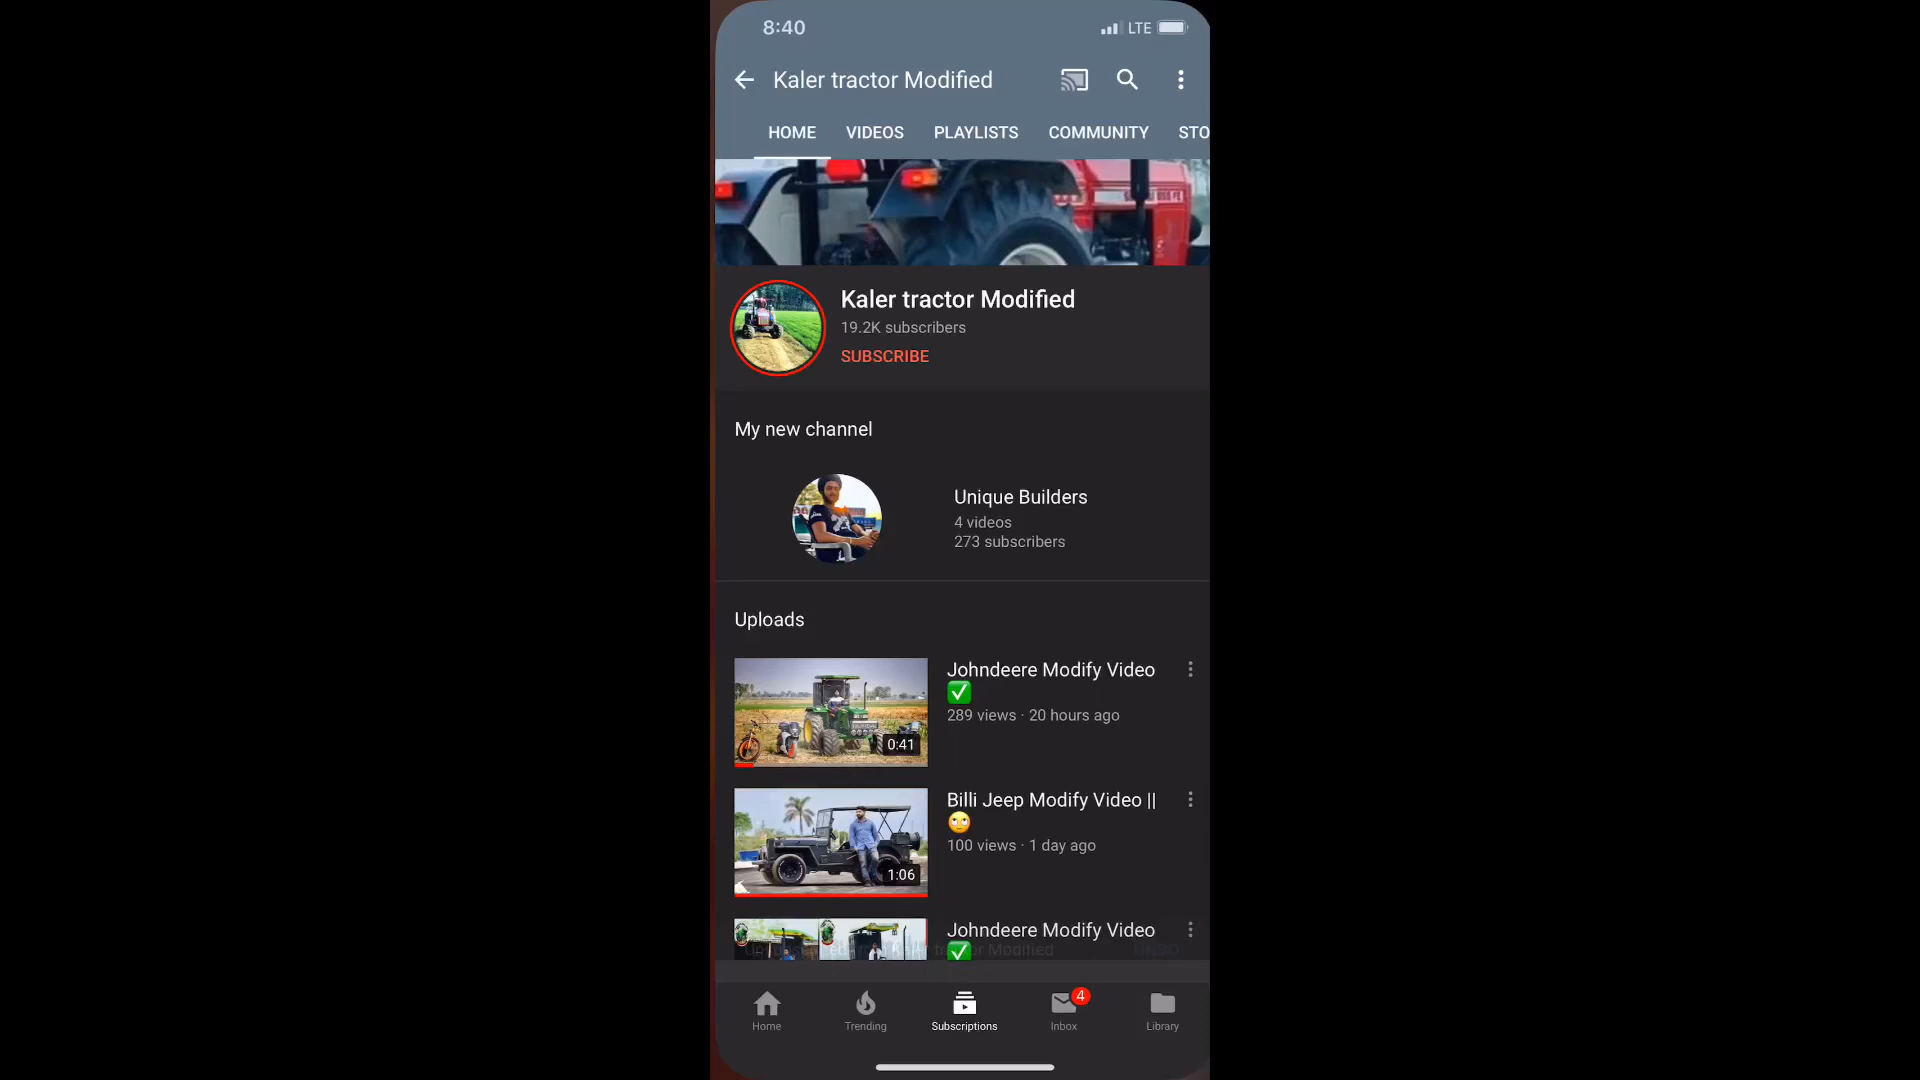 8:40
LTE
Kaler tractor Modified
HOME VIDEOS PLAYLISTS COMMUNITY STO
Kaler tractor Modified
19.2K subscribers
SUBSCRIBE
My new channel
Unique Builders
4 videos
273 subscribers
Uploads
Johndeere Modify Video
✅
289 views · 20 hours ago
0:41
Billi Jeep Modify Video ||
🙄
100 views · 1 day ago
1:06
Johndeere Modify Video
✅
Modified
4
Home Trending Subscriptions Inbox Library